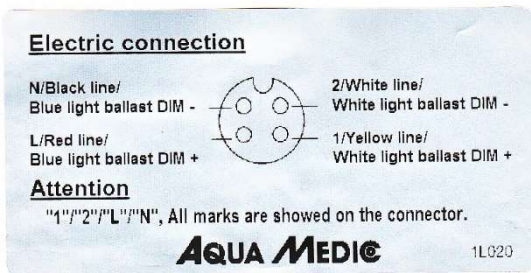 Electric connection
N/Black line/
Blue light ballast DIM -
2/White line/
White light ballast DIM -
L/Red line/
Blue light ballast DIM +
1/Yellow line/
White light ballast DIM +
Attention
"1"/"2"/"L"/"N", All marks are showed on the connector.
AQUA MEDIC
1L020